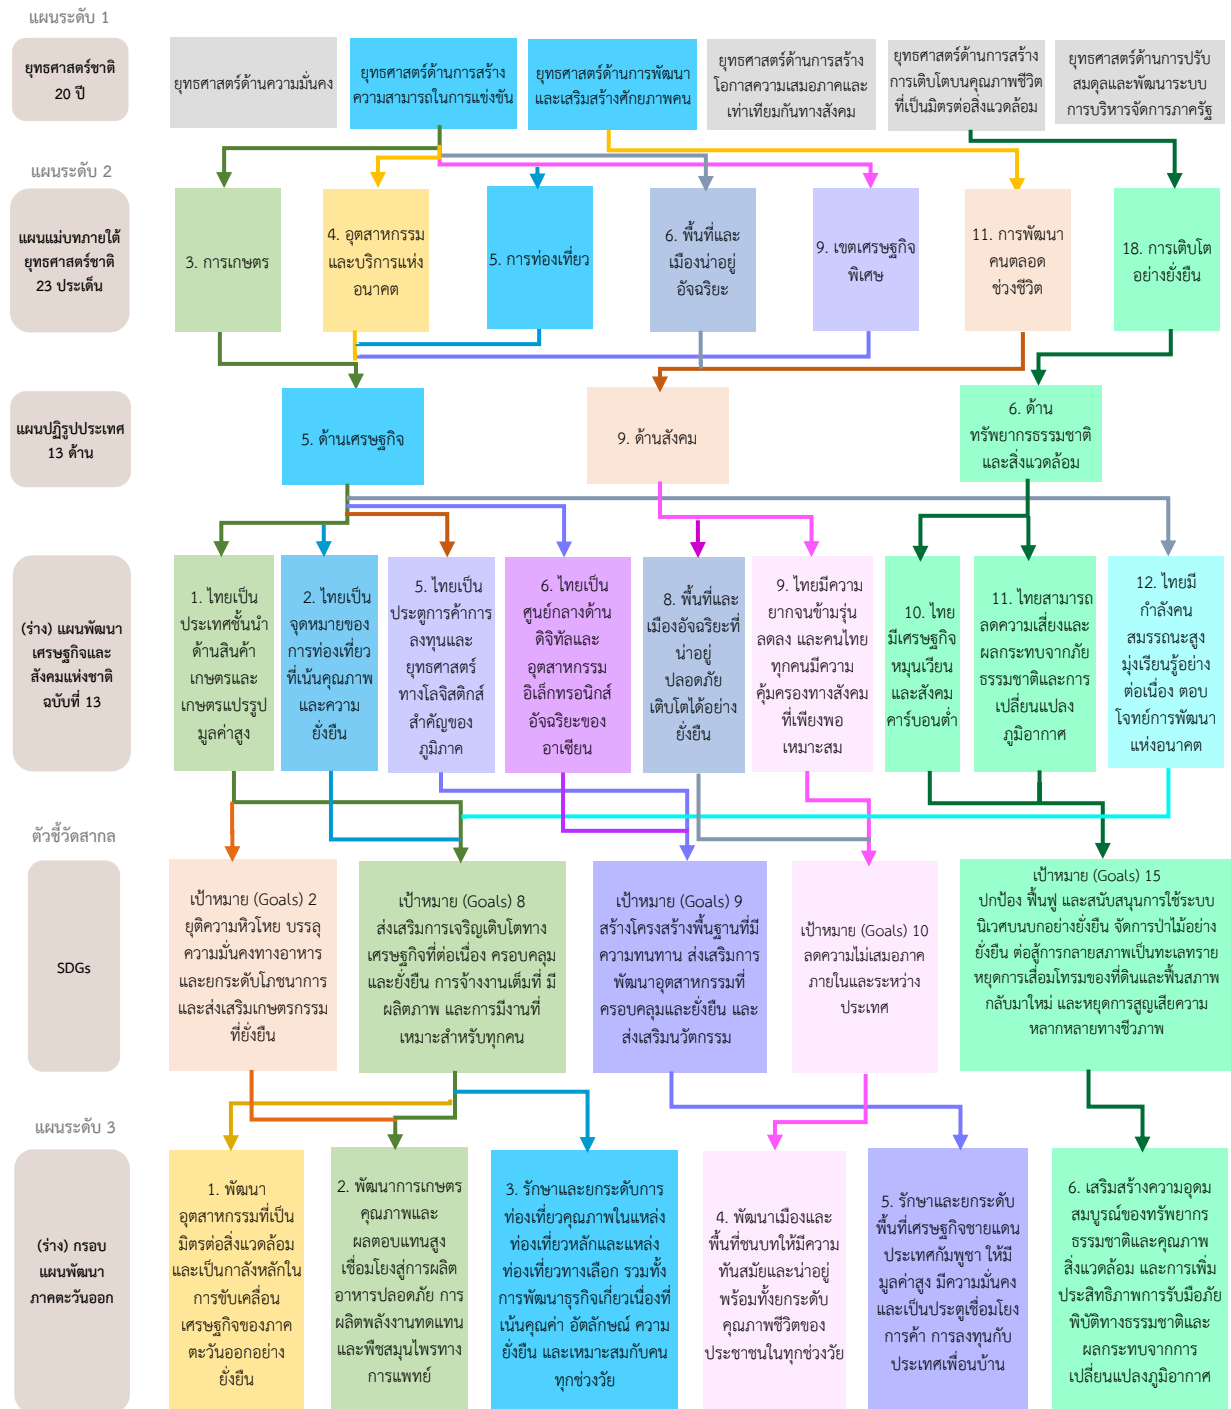 แผนระดับ 1
ยุทธศาสตร์ชาติ
20 ปี
ยุทธศาสตร์ด้านความมั่นคง
ยุทธศาสตร์ด้านการสร้าง
ความสามารถในการแข่งขัน
ยุทธศาสตร์ด้านการพัฒนา
และเสริมสร้างศักยภาพคน
ยุทธศาสตร์ด้านการสร้าง
โอกาสความเสมอภาคและ
เท่าเทียมกันทางสังคม
ยุทธศาสตร์ด้านการสร้าง
การเติบโตบนคุณภาพชีวิต
ที่เป็นมิตรต่อสิ่งแวดล้อม
ยุทธศาสตร์ด้านการปรับ
สมดุลและพัฒนาระบบ
การบริหารจัดการภาครัฐ
แผนระดับ 2
แผนแม่บทภายใต้
ยุทธศาสตร์ชาติ
23 ประเด็น
3. การเกษตร
4. อุตสาหกรรม
และบริการแห่ง
อนาคต
5. การท่องเที่ยว
6. พื้นที่และ
เมืองน่าอยู่
อัจฉริยะ
9. เขตเศรษฐกิจ
พิเศษ
11. การพัฒนา
คนตลอด
ช่วงชีวิต
18. การเติบโต
อย่างยั่งยืน
แผนปฏิรูปประเทศ
13 ด้าน
5. ด้านเศรษฐกิจ
9. ด้านสังคม
6. ด้าน
ทรัพยากรธรรมชาติ
และสิ่งแวดล้อม
(ร่าง) แผนพัฒนา
เศรษฐกิจและ
สังคมแห่งชาติ
ฉบับที่ 13
1. ไทยเป็น
ประเทศชั้นนำ
ด้านสินค้า
เกษตรและ
เกษตรแปรรูป
มูลค่าสูง
2. ไทยเป็น
จุดหมายของ
การท่องเที่ยว
ที่เน้นคุณภาพ
และความ
ยั่งยืน
5. ไทยเป็น
ประตูการค้าการ
ลงทุนและ
ยุทธศาสตร์
ทางโลจิสติกส์
สำคัญของ
ภูมิภาค
6. ไทยเป็น
ศูนย์กลางด้าน
ดิจิทัลและ
อุตสาหกรรม
อิเล็กทรอนิกส์
อัจฉริยะของ
อาเซียน
8. พื้นที่และ
เมืองอัจฉริยะที่
น่าอยู่
ปลอดภัย
เติบโตได้อย่าง
ยั่งยืน
9. ไทยมีความ
ยากจนข้ามรุ่น
ลดลง และคนไทย
ทุกคนมีความ
คุ้มครองทางสังคม
ที่เพียงพอ
เหมาะสม
10. ไทย
มีเศรษฐกิจ
หมุนเวียน
และสังคม
คาร์บอนต่ำ
11. ไทยสามารถ
ลดความเสี่ยงและ
ผลกระทบจากภัย
ธรรมชาติและการ
เปลี่ยนแปลง
ภูมิอากาศ
12. ไทยมี
กำลังคน
สมรรถนะสูง
มุ่งเรียนรู้อย่าง
ต่อเนื่อง ตอบ
โจทย์การพัฒนา
แห่งอนาคต
ตัวชี้วัดสากล
SDGs
เป้าหมาย (Goals) 2
ยุติความหิวโหย บรรลุ
ความมั่นคงทางอาหาร
และยกระดับโภชนาการ
และส่งเสริมเกษตรกรรม
ที่ยั่งยืน
เป้าหมาย (Goals) 8
ส่งเสริมการเจริญเติบโตทาง
เศรษฐกิจที่ต่อเนื่อง ครอบคลุม
และยั่งยืน การจ้างงานเต็มที่ มี
ผลิตภาพ และการมีงานที่
เหมาะสำหรับทุกคน
เป้าหมาย (Goals) 9
สร้างโครงสร้างพื้นฐานที่มี
ความทนทาน ส่งเสริมการ
พัฒนาอุตสาหกรรมที่
ครอบคลุมและยั่งยืน และ
ส่งเสริมนวัตกรรม
เป้าหมาย (Goals) 10
ลดความไม่เสมอภาค
ภายในและระหว่าง
ประเทศ
เป้าหมาย (Goals) 15
ปกป้อง ฟื้นฟู และสนับสนุนการใช้ระบบ
นิเวศบนบกอย่างยั่งยืน จัดการป่าไม้อย่าง
ยั่งยืน ต่อสู้การกลายสภาพเป็นทะเลทราย
หยุดการเสื่อมโทรมของที่ดินและฟื้นสภาพ
กลับมาใหม่ และหยุดการสูญเสียความ
หลากหลายทางชีวภาพ
แผนระดับ 3
(ร่าง) กรอบ
แผนพัฒนา
ภาคตะวันออก
1. พัฒนา
อุตสาหกรรมที่เป็น
มิตรต่อสิ่งแวดล้อม
และเป็นกาลังหลักใน
การขับเคลื่อน
เศรษฐกิจของภาค
ตะวันออกอย่าง
ยั่งยืน
2. พัฒนาการเกษตร
คุณภาพและ
ผลตอบแทนสูง
เชื่อมโยงสู่การผลิต
อาหารปลอดภัย การ
ผลิตพลังงานทดแทน
และพืชสมุนไพรทาง
การแพทย์
3. รักษาและยกระดับการ
ท่องเที่ยวคุณภาพในแหล่ง
ท่องเที่ยวหลักและแหล่ง
ท่องเที่ยวทางเลือก รวมทั้ง
การพัฒนาธุรกิจเกี่ยวเนื่องที่
เน้นคุณค่า อัตลักษณ์ ความ
ยั่งยืน และเหมาะสมกับคน
ทุกช่วงวัย
4. พัฒนาเมืองและ
พื้นที่ชนบทให้มีความ
ทันสมัยและน่าอยู่
พร้อมทั้งยกระดับ
คุณภาพชีวิตของ
ประชาชนในทุกช่วงวัย
5. รักษาและยกระดับ
พื้นที่เศรษฐกิจชายแดน
ประเทศกัมพูชา ให้มี
มูลค่าสูง มีความมั่นคง
และเป็นประตูเชื่อมโยง
การค้า การลงทุนกับ
ประเทศเพื่อนบ้าน
6. เสริมสร้างความอุดม
สมบูรณ์ของทรัพยากร
ธรรมชาติและคุณภาพ
สิ่งแวดล้อม และการเพิ่ม
ประสิทธิภาพการรับมือภัย
พิบัติทางธรรมชาติและ
ผลกระทบจากการ
เปลี่ยนแปลงภูมิอากาศ